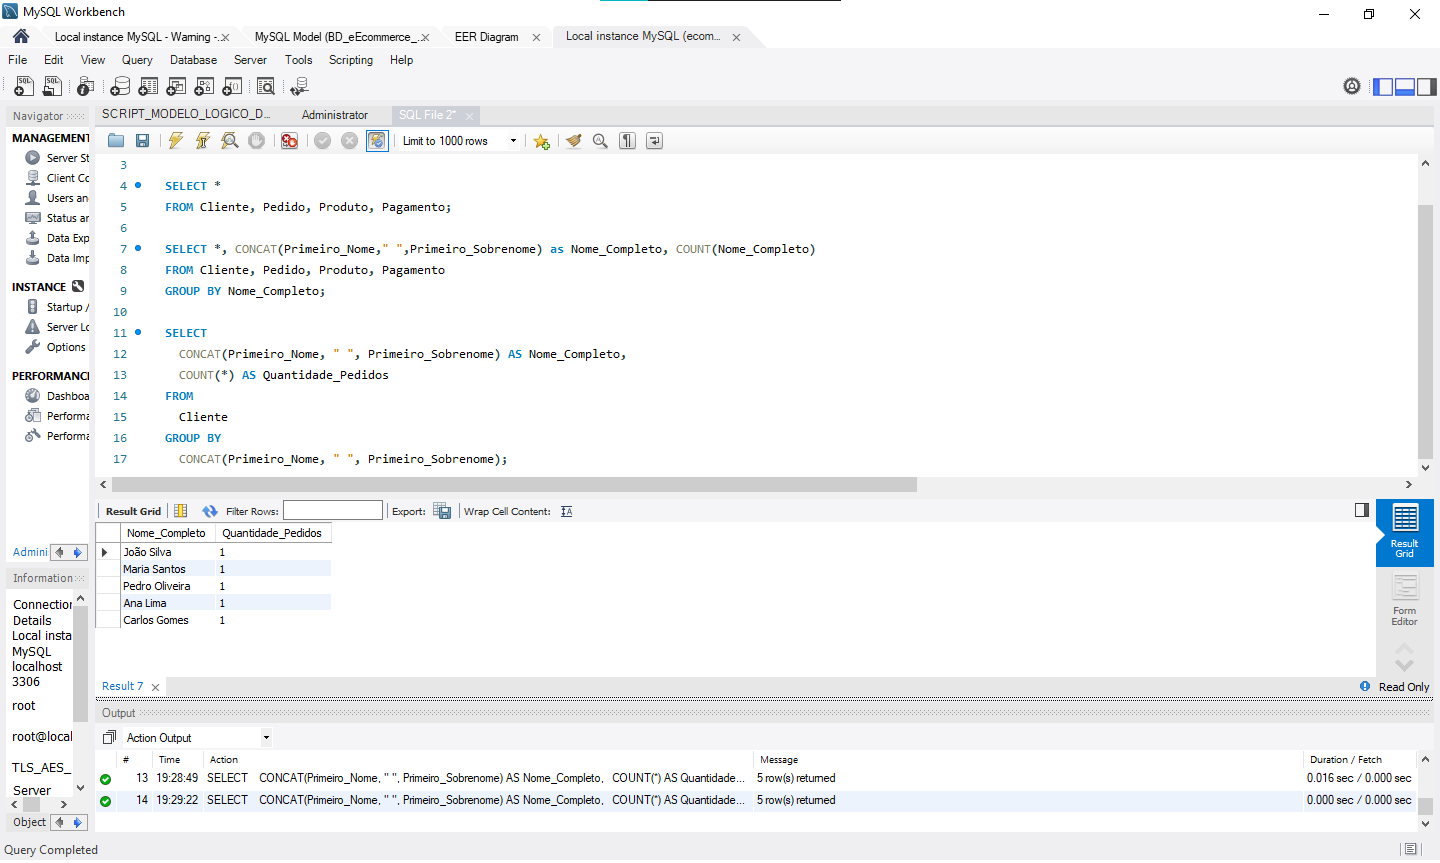 MySQL Workbench
Local instance MySQL - Warning -...
MySQL Model (BD_eEcommerce_...
EER Diagram
Local instance MySQL (ecom...
File Edit View Query Database Server Tools Scripting Help
Navigator
SCRIPT_MODELO_LOGICO_D...
Administrator
SQL File 2*
MANAGEMENT
Server St
Client Co
Users an
Status an
Data Exp
Data Imp
INSTANCE
Startup /
Server Lo
Options
PERFORMANCE
Dashboa
Performa
Performa
Limit to 1000 rows
3
4 SELECT *
5 FROM Cliente, Pedido, Produto, Pagamento;
6
7 SELECT *, CONCAT(Primeiro_Nome," ",Primeiro_Sobrenome) as Nome_Completo, COUNT(Nome_Completo)
8 FROM Cliente, Pedido, Produto, Pagamento
9 GROUP BY Nome_Completo;
10
11 SELECT
12 CONCAT(Primeiro_Nome, " ", Primeiro_Sobrenome) AS Nome_Completo,
13 COUNT(*) AS Quantidade_Pedidos
14 FROM
15 Cliente
16 GROUP BY
17 CONCAT(Primeiro_Nome, " ", Primeiro_Sobrenome);
Result Grid Filter Rows: Export: Wrap Cell Content:
Nome_Completo Quantidade_Pedidos
João Silva 1
Maria Santos 1
Pedro Oliveira 1
Ana Lima 1
Carlos Gomes 1
Result
Grid
Form
Editor
Admini
Information
Connection
Details
Local insta
MySQL
localhost
3306
root
root@local
TLS_AES_
Server
Object
Result 7
Read Only
Output
Action Output
# Time Action Message Duration / Fetch
13 19:28:49 SELECT CONCAT(Primeiro_Nome, " ", Primeiro_Sobrenome) AS Nome_Completo, COUNT(*) AS Quantidade... 5 row(s) returned 0.016 sec / 0.000 sec
14 19:29:22 SELECT CONCAT(Primeiro_Nome, " ", Primeiro_Sobrenome) AS Nome_Completo, COUNT(*) AS Quantidade... 5 row(s) returned 0.000 sec / 0.000 sec
Query Completed